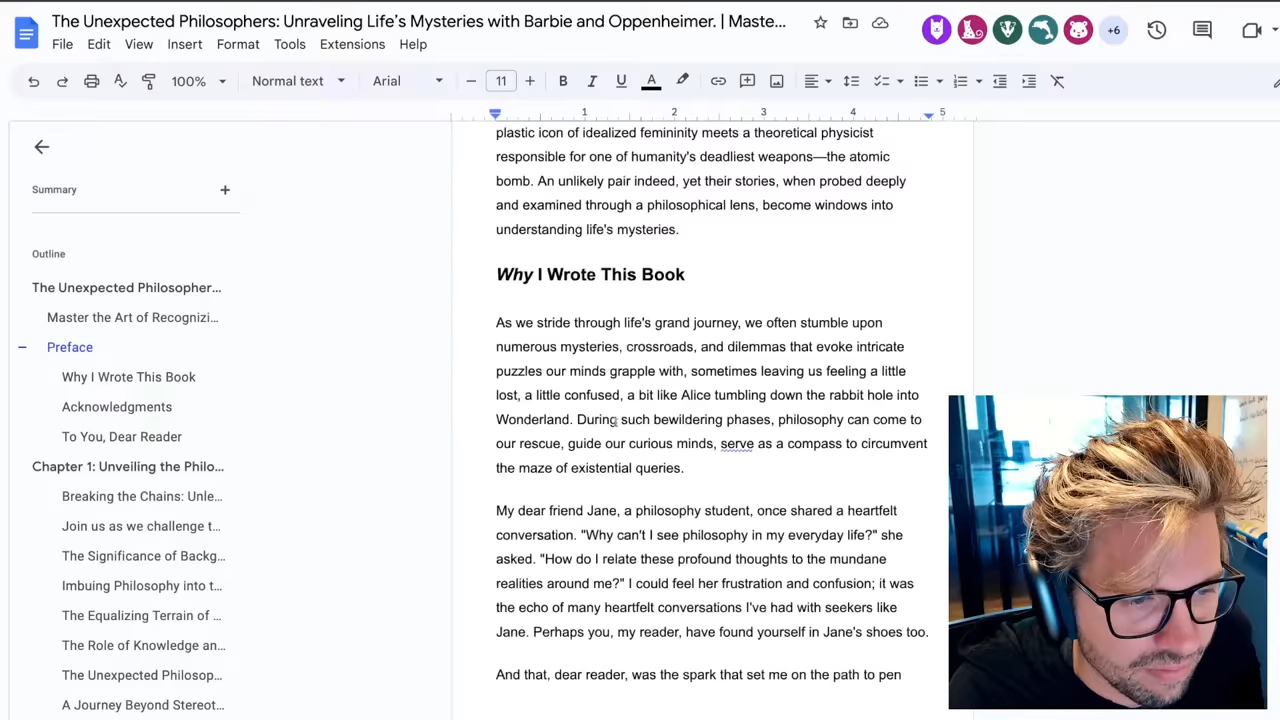 The Unexpected Philosophers: Unraveling Life's Mysteries with Barbie and Oppenheimer. | Maste...
File Edit View Insert Format Tools Extensions Help
+6
100% Normal text Arial 11 B I U A
1 2 3 4 5
Summary
Outline
The Unexpected Philosopher...
Master the Art of Recognizi...
Preface
Why I Wrote This Book
Acknowledgments
To You, Dear Reader
Chapter 1: Unveiling the Philo...
Breaking the Chains: Unle...
Join us as we challenge t...
The Significance of Backg...
Imbuing Philosophy into t...
The Equalizing Terrain of ...
The Role of Knowledge an...
The Unexpected Philosop...
A Journey Beyond Stereot...
plastic icon of idealized femininity meets a theoretical physicist
responsible for one of humanity's deadliest weapons—the atomic
bomb. An unlikely pair indeed, yet their stories, when probed deeply
and examined through a philosophical lens, become windows into
understanding life's mysteries.
Why I Wrote This Book
As we stride through life's grand journey, we often stumble upon
numerous mysteries, crossroads, and dilemmas that evoke intricate
puzzles our minds grapple with, sometimes leaving us feeling a little
lost, a little confused, a bit like Alice tumbling down the rabbit hole into
Wonderland. During such bewildering phases, philosophy can come to
our rescue, guide our curious minds, serve as a compass to circumvent
the maze of existential queries.
My dear friend Jane, a philosophy student, once shared a heartfelt
conversation. "Why can't I see philosophy in my everyday life?" she
asked. "How do I relate these profound thoughts to the mundane
realities around me?" I could feel her frustration and confusion; it was
the echo of many heartfelt conversations I've had with seekers like
Jane. Perhaps you, my reader, have found yourself in Jane's shoes too.
And that, dear reader, was the spark that set me on the path to pen